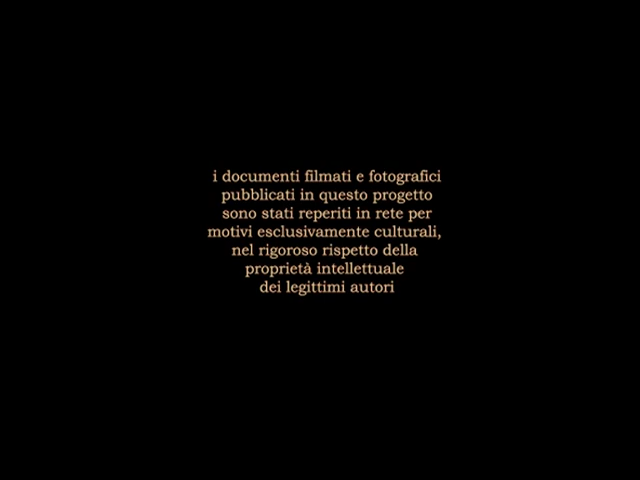 i documenti filmati e fotografici
pubblicati in questo progetto
sono stati reperiti in rete per
motivi esclusivamente culturali,
nel rigoroso rispetto della
proprietà intellettuale
dei legittimi autori